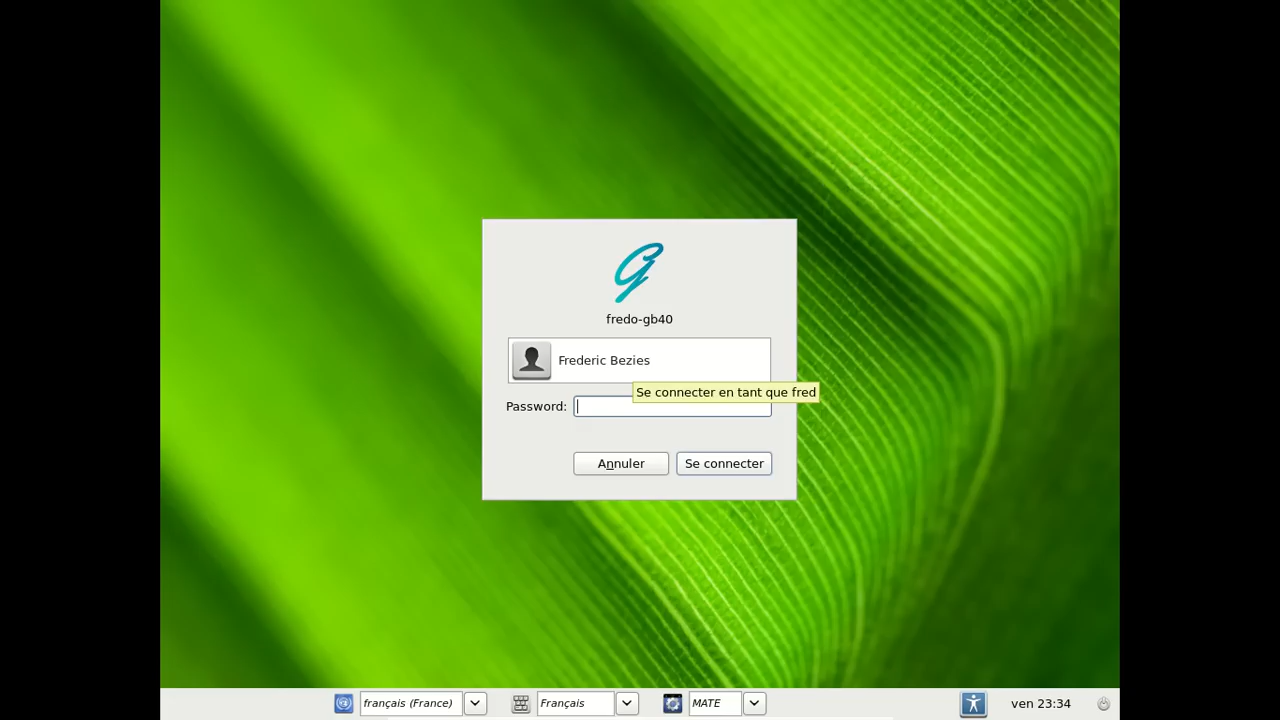 fredo-gb40
Frederic Bezies
Se connecter en tant que fred
Password:
Annuler
Se connecter
français (France)
Français
MATE
ven 23:34